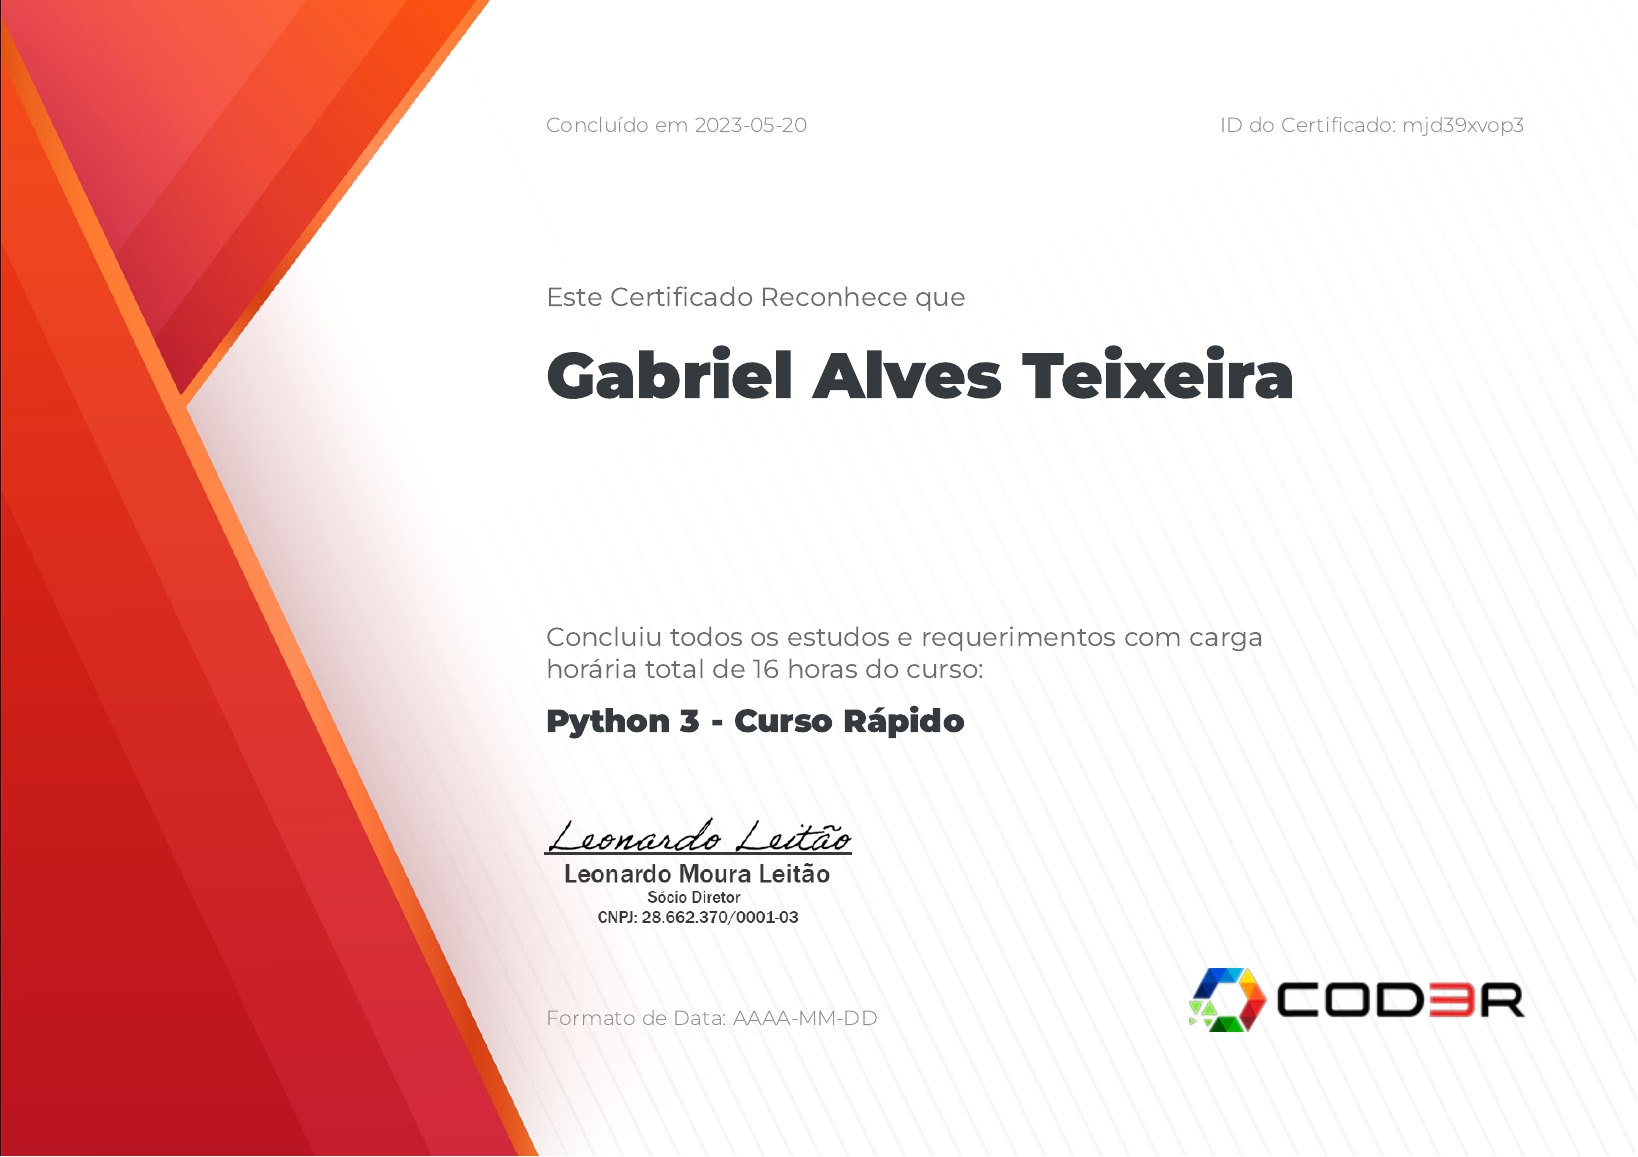 Concluído em 2023-05-20
ID do Certificado: mjd39xvop3
Este Certificado Reconhece que
Gabriel Alves Teixeira
Concluiu todos os estudos e requerimentos com carga
horária total de 16 horas do curso:
Python 3 - Curso Rápido
Leonardo Leitão
Leonardo Moura Leitão
Sócio Diretor
CNPJ: 28.662.370/0001-03
Formato de Data: AAAA-MM-DD
COD3R